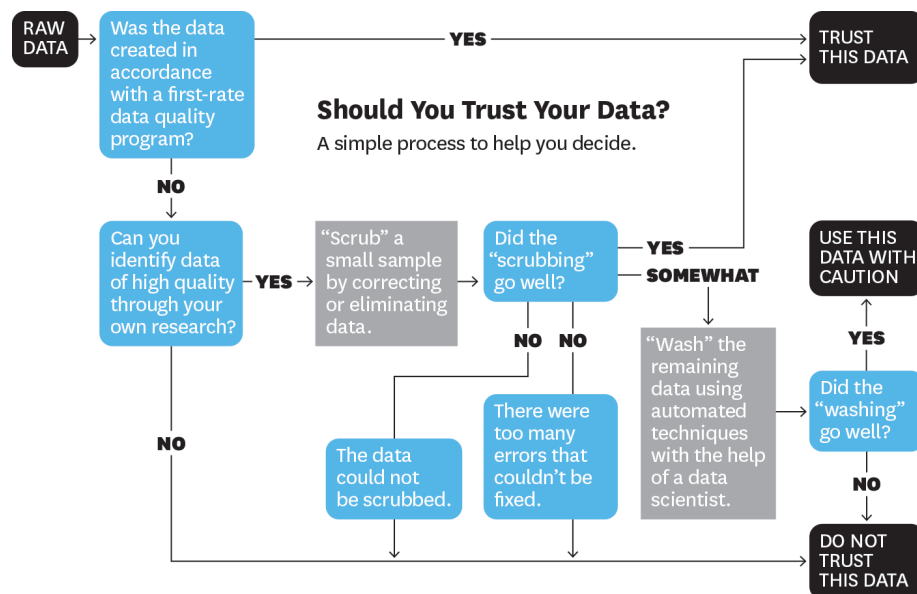 RAW
DATA
Was the data
created in
accordance
with a first-rate
data quality
program?
YES
TRUST
THIS DATA
Should You Trust Your Data?
A simple process to help you decide.
NO
Can you
identify data
of high quality
through your
own research?
YES
“Scrub” a
small sample
by correcting
or eliminating
data.
Did the
“scrubbing”
go well?
YES
SOMEWHAT
USE THIS
DATA WITH
CAUTION
NO
NO
“Wash” the
remaining
data using
automated
techniques
with the help
of a data
scientist.
YES
Did the
“washing”
go well?
NO
The data
could not
be scrubbed.
There were
too many
errors that
couldn’t be
fixed.
NO
DO NOT
TRUST
THIS DATA